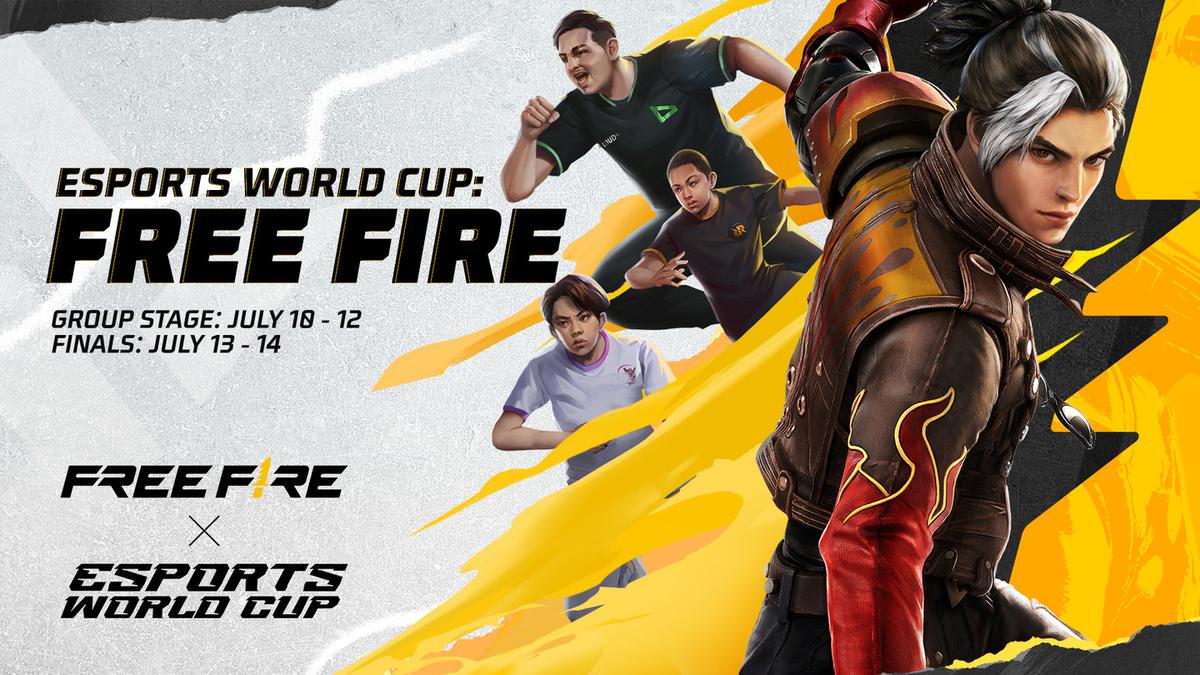 ESPORTS WORLD CUP:
FREE FIRE
GROUP STAGE: JULY 10 - 12
FINALS: JULY 13 - 14
FREE FIRE
X
ESPORTS
WORLD CUP
LOUD